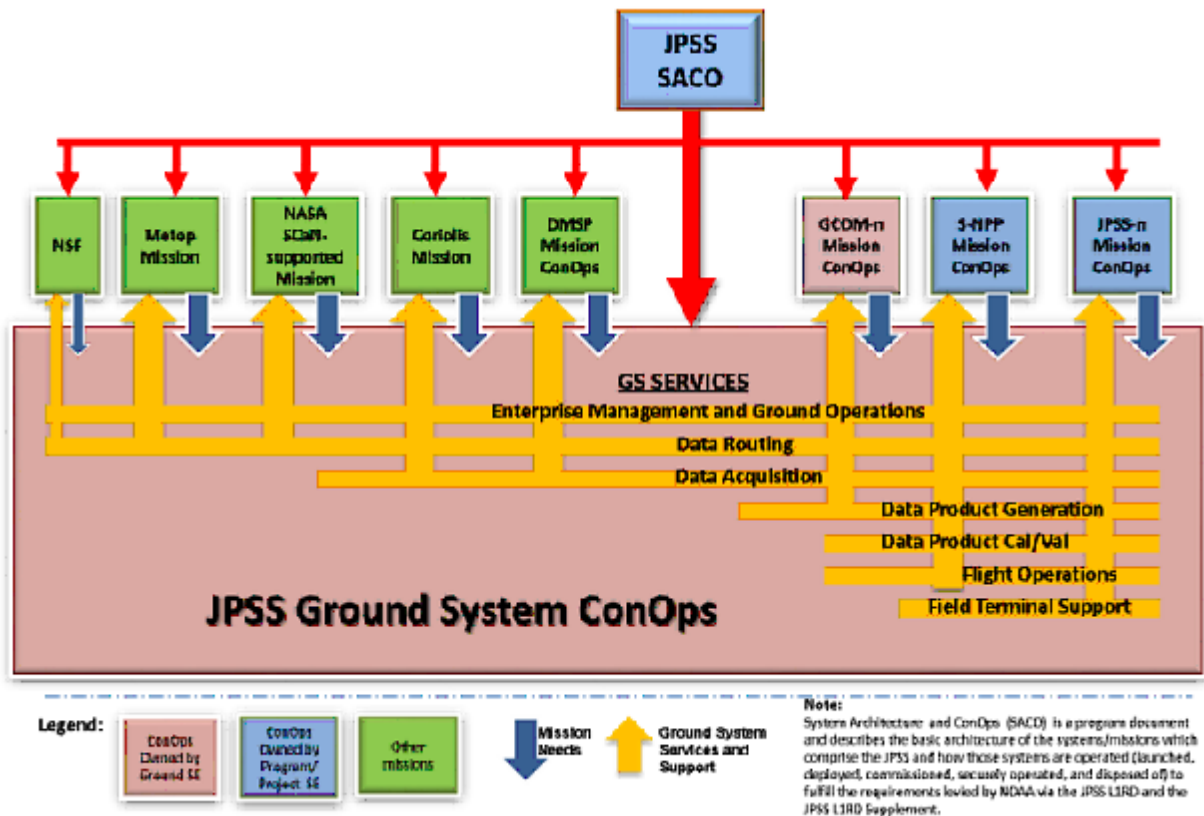 JPSS
SACO
NSF
Metop
Mission
NASA
SCaN-
supported
Mission
Coriolis
Mission
DMSP
Mission
ConOps
GCOM-n
Mission
ConOps
S-NPP
Mission
ConOps
JPSS-n
Mission
ConOps
GS SERVICES
Enterprise Management and Ground Operations
Data Routing
Data Acquisition
Data Product Generation
Data Product Cal/Val
Flight Operations
Field Terminal Support
JPSS Ground System ConOps
Legend:
ConOps
Owned by
Ground SE
ConOps
Owned by
Program/
Project SE
Other
missions
Mission
Needs
Ground System
Services and
Support
Note:
System Architecture and ConOps (SACO) is a program document
and describes the basic architecture of the systems/missions which
comprise the JPSS and how those systems are operated (launched,
deployed, commissioned, securely operated, and disposed of) to
fulfill the requirements levied by NOAA via the JPSS L1RD and the
JPSS L1RD Supplement.